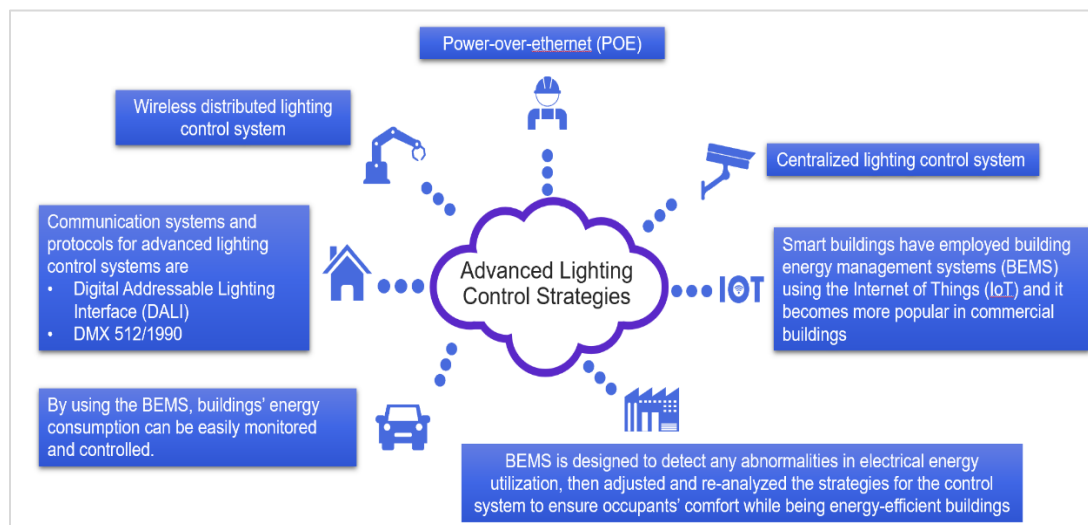 Power-over-ethernet (POE)
Wireless distributed lighting
control system
Centralized lighting control system
Communication systems and
protocols for advanced lighting
control systems are
• Digital Addressable Lighting
Interface (DALI)
• DMX 512/1990
Advanced Lighting
Control Strategies
IOT
Smart buildings have employed building
energy management systems (BEMS)
using the Internet of Things (IoT) and it
becomes more popular in commercial
buildings
By using the BEMS, buildings’ energy
consumption can be easily monitored
and controlled.
BEMS is designed to detect any abnormalities in electrical energy
utilization, then adjusted and re-analyzed the strategies for the control
system to ensure occupants’ comfort while being energy-efficient buildings